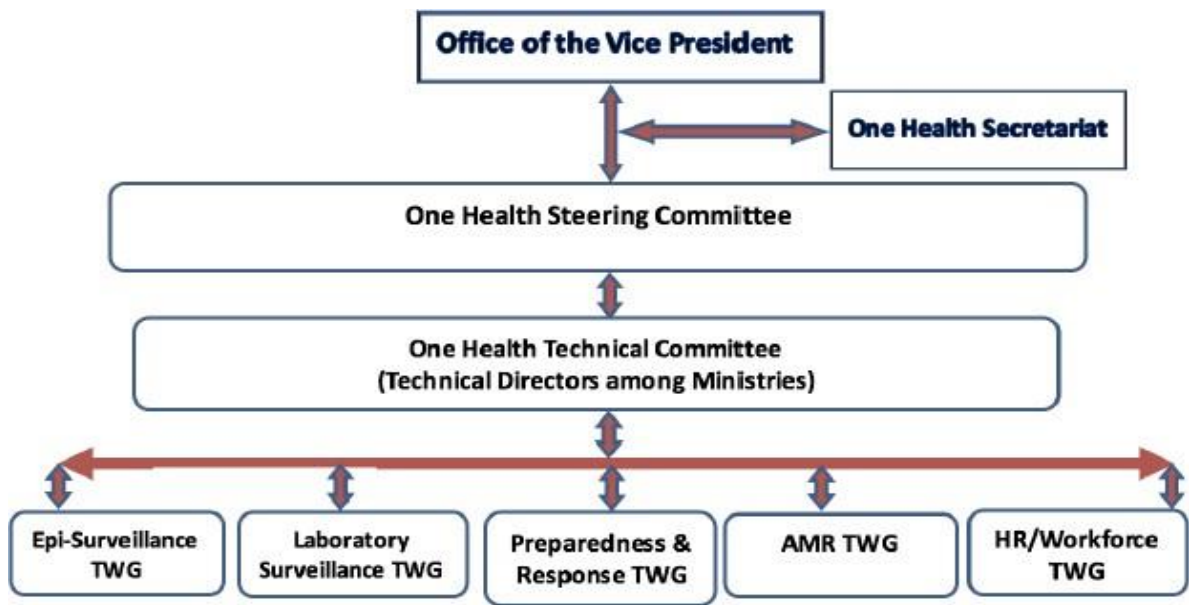 Office of the Vice President
One Health Secretariat
One Health Steering Committee
One Health Technical Committee
(Technical Directors among Ministries)
Epi-Surveillance
TWG
Laboratory
Surveillance TWG
Preparedness &
Response TWG
AMR TWG
HR/Workforce
TWG